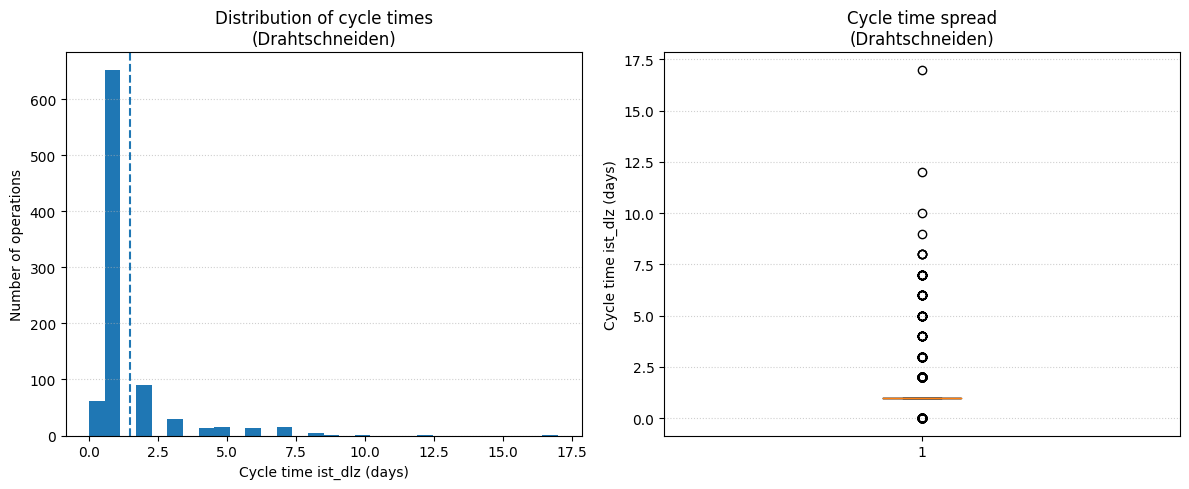 Distribution of cycle times
(Drahtschneiden)
Number of operations
600
500
400
300
200
100
0
0.0 2.5 5.0 7.5 10.0 12.5 15.0 17.5
Cycle time ist_dlz (days)
Cycle time spread
(Drahtschneiden)
Cycle time ist_dlz (days)
17.5
15.0
12.5
10.0
7.5
5.0
2.5
0.0
1